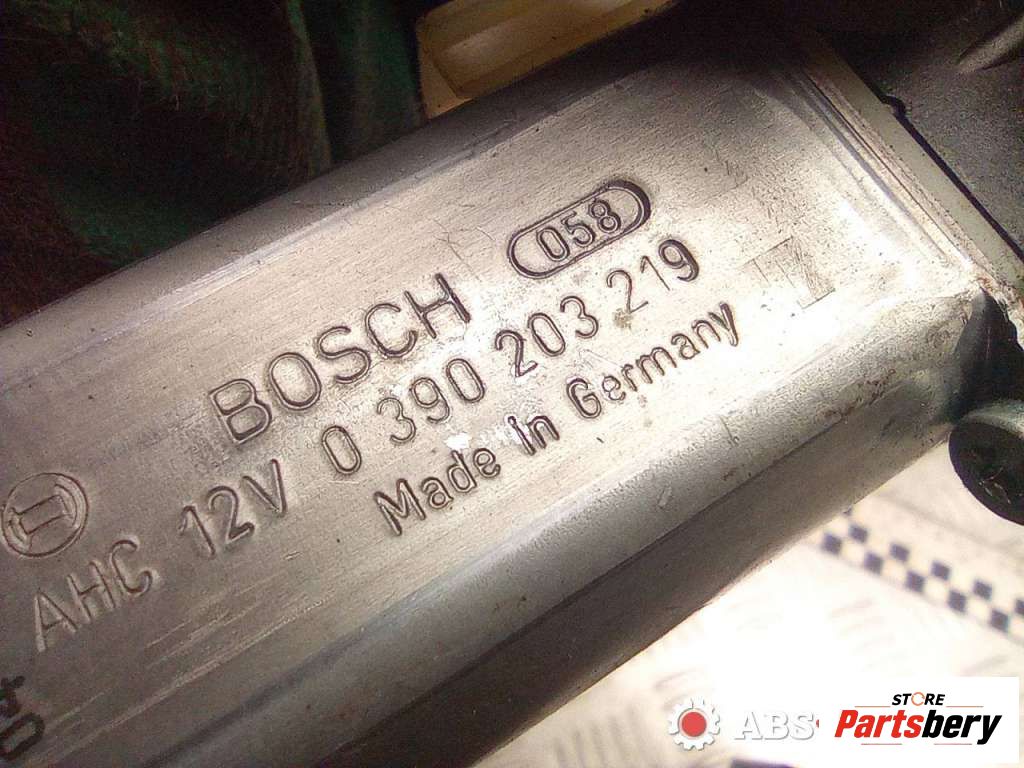 058
BOSCH
AHC 12V 0 390 203 219
Made in Germany
ABS
STORE
Partsbery